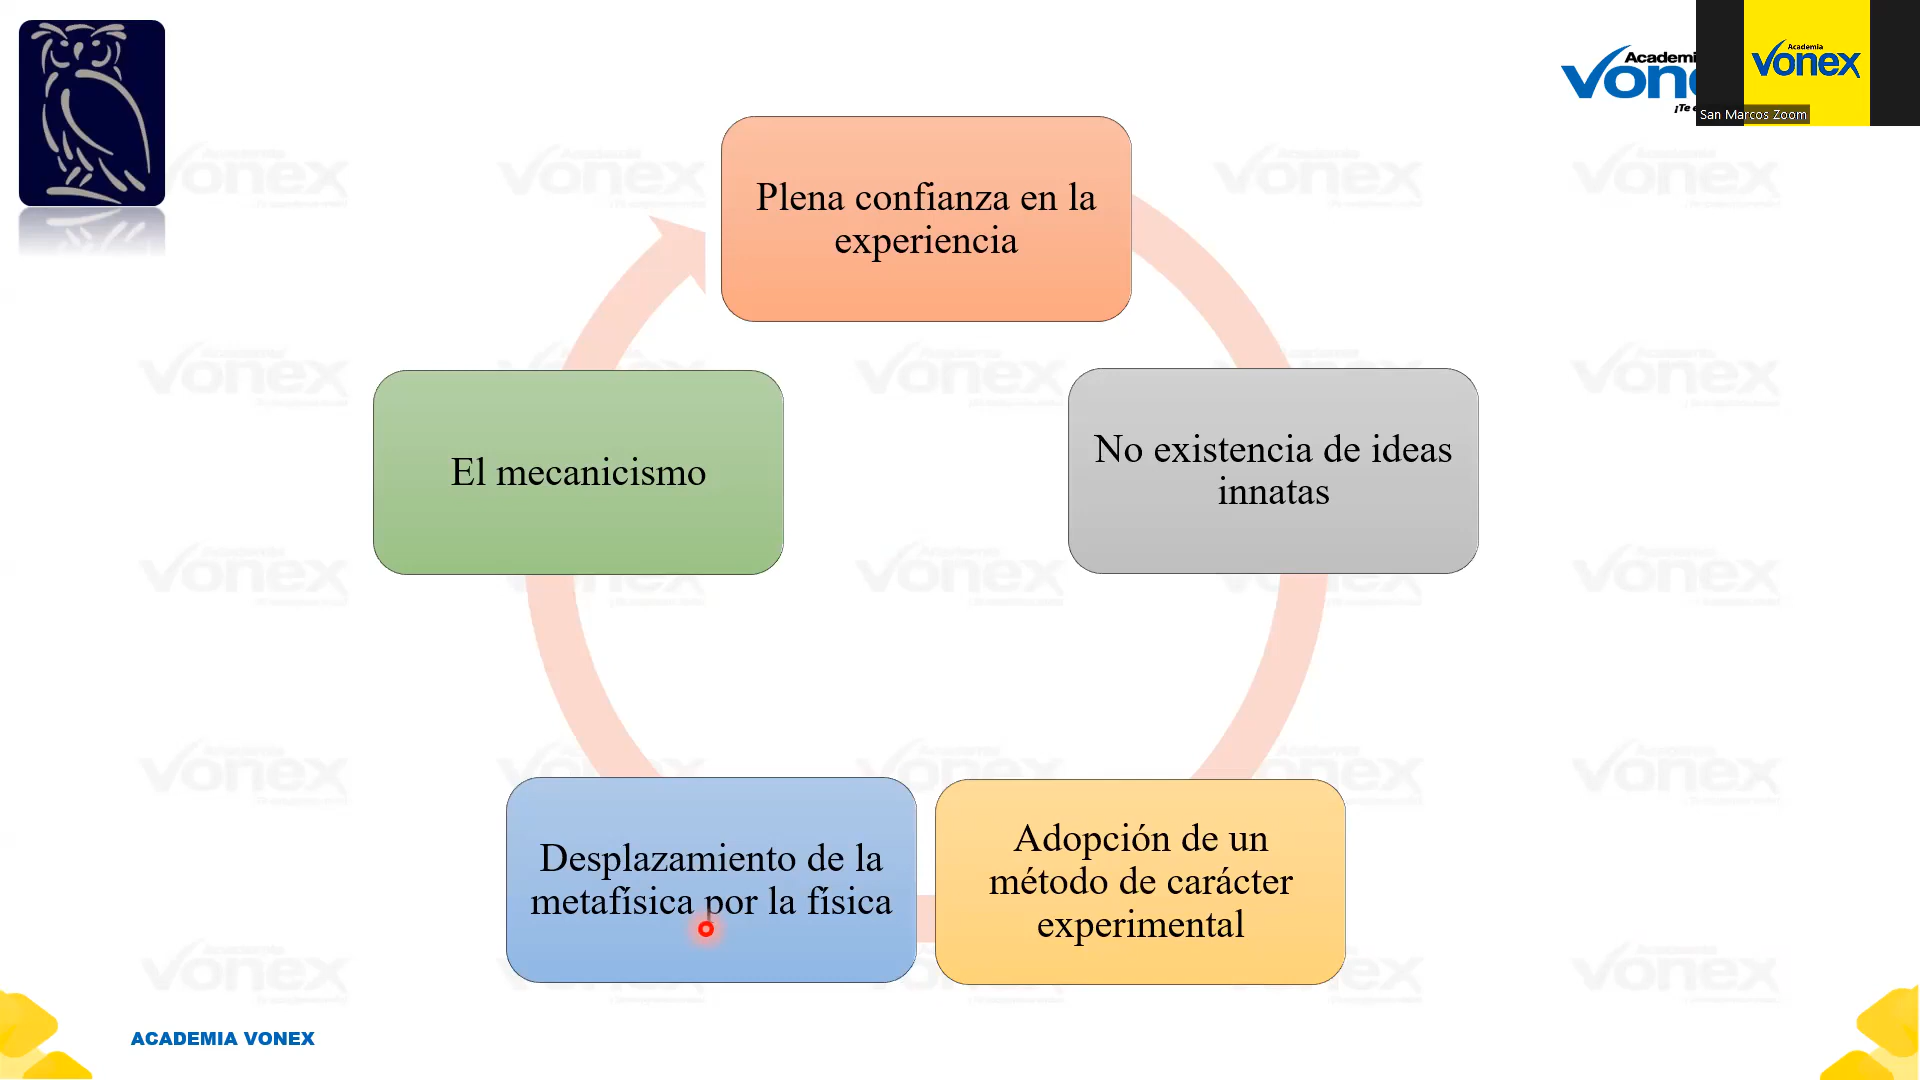 Academia
vonex
San Marcos Zoom
Plena confianza en la
experiencia
El mecanicismo
No existencia de ideas
innatas
Desplazamiento de la
metafísica por la física
Adopción de un
método de carácter
experimental
ACADEMIA VONEX